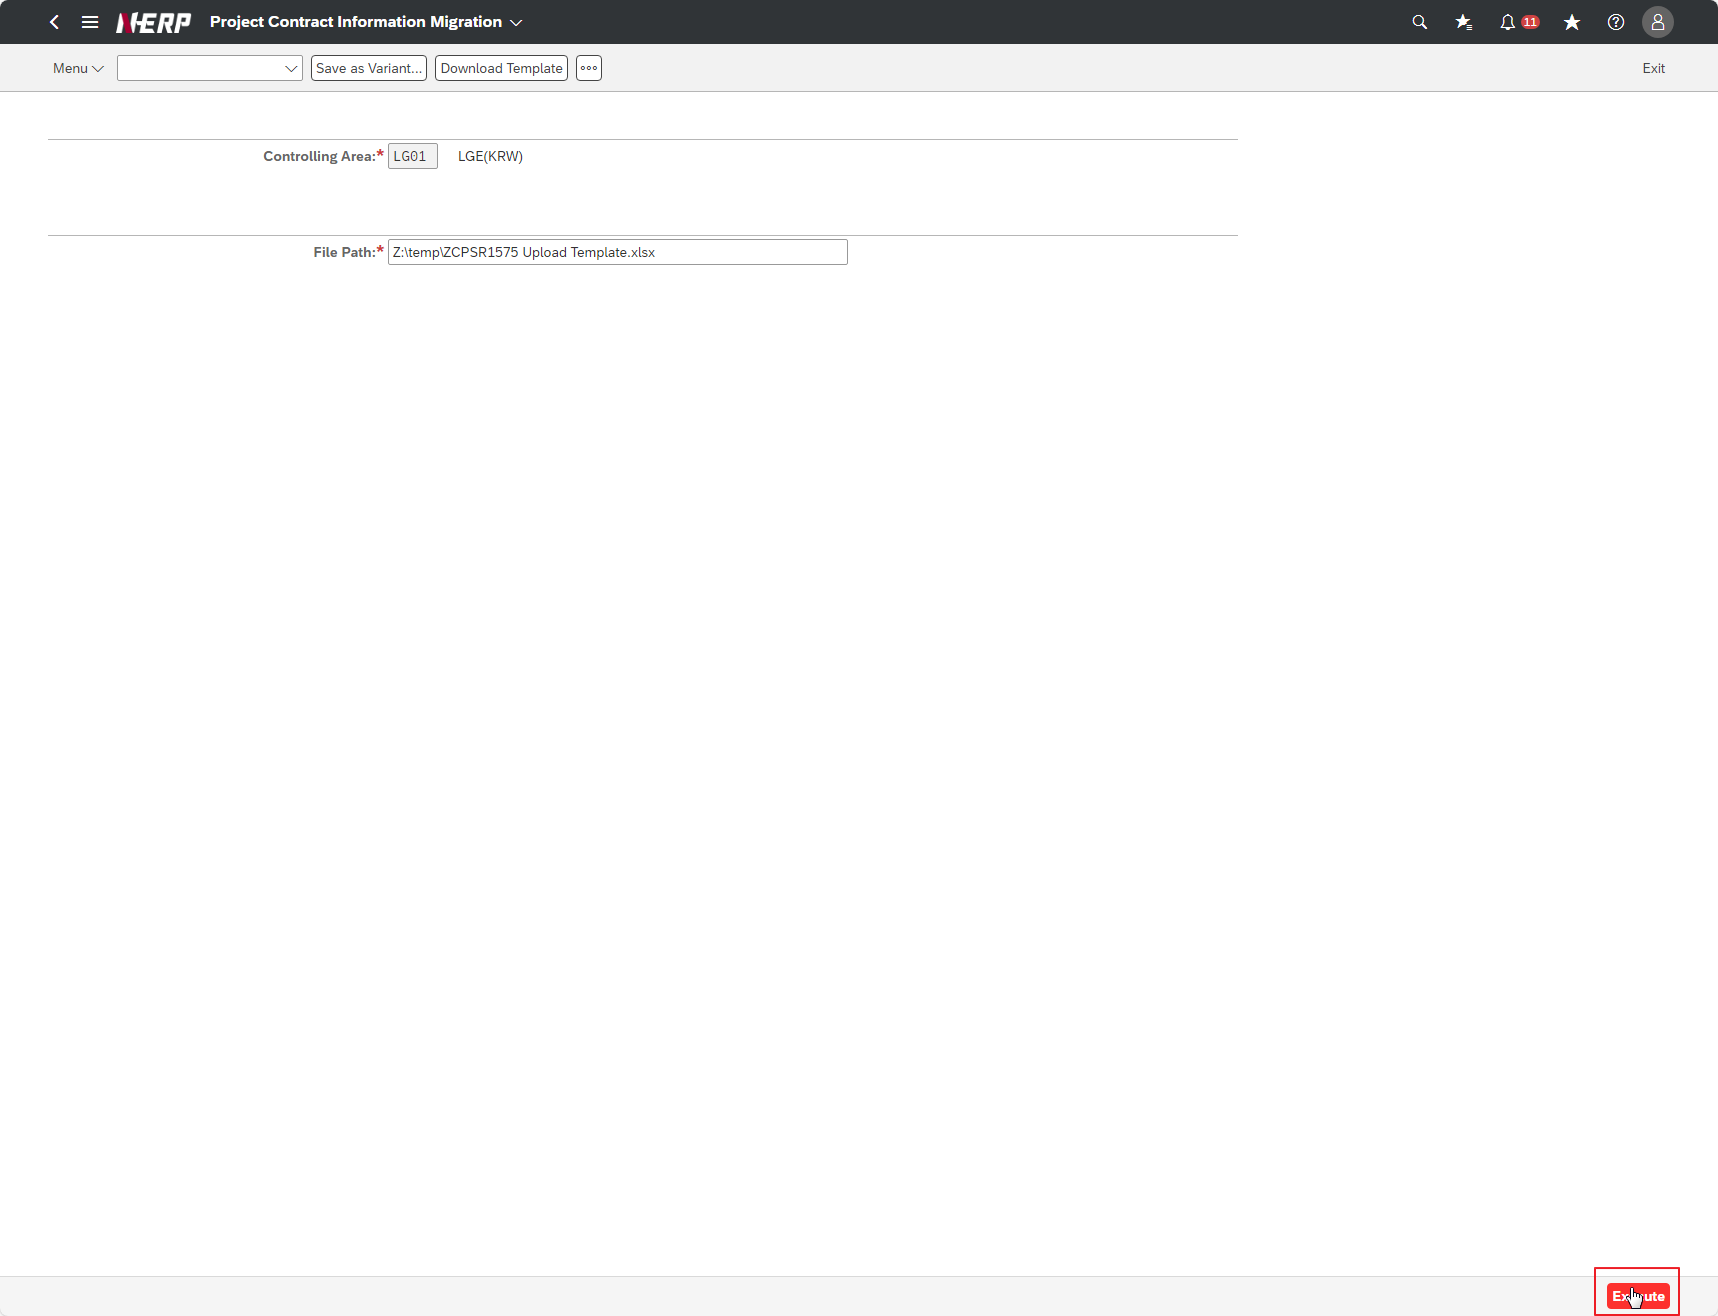 NERP Project Contract Information Migration
11
Menu
Save as Variant...
Download Template
Exit
Controlling Area:* LG01 LGE(KRW)
File Path:* Z:\temp\ZCPSR1575 Upload Template.xlsx